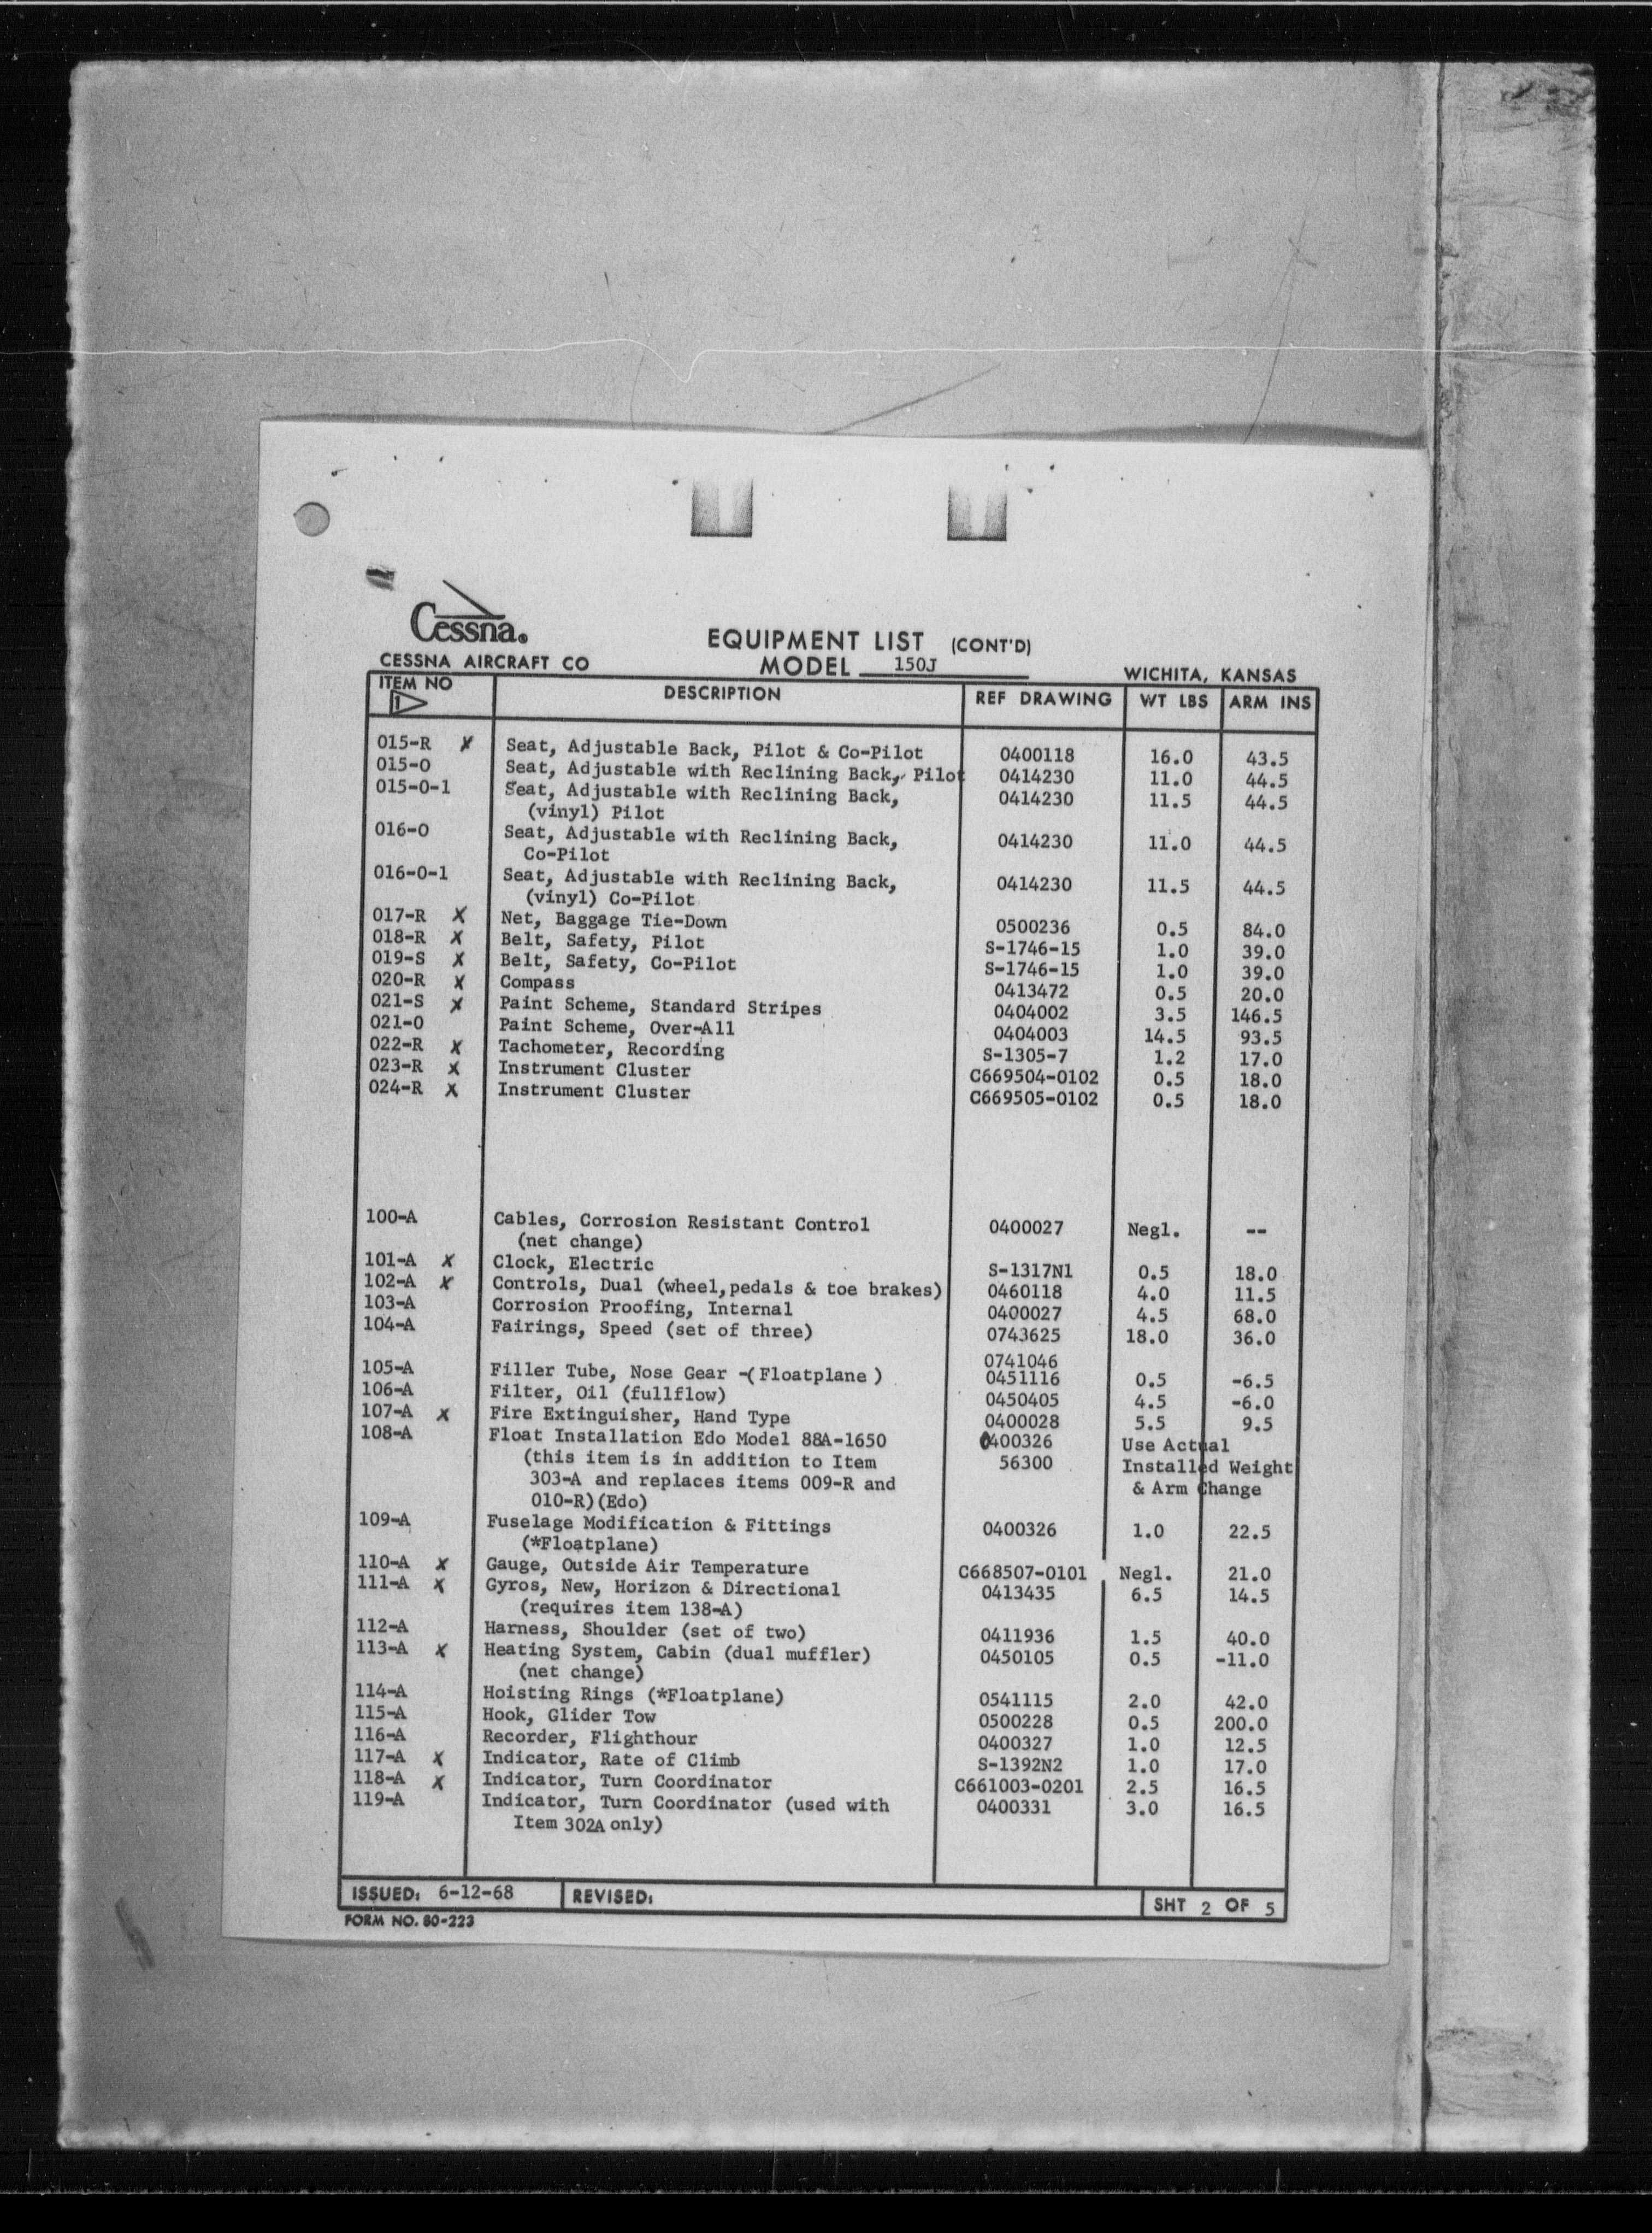 Cessna®
CESSNA AIRCRAFT CO
EQUIPMENT LIST (CONT'D)
MODEL 150J
WICHITA, KANSAS
ITEM NO 1 DESCRIPTION REF DRAWING WT LBS ARM INS
015-R X Seat, Adjustable Back, Pilot & Co-Pilot 0400118 16.0 43.5
015-O Seat, Adjustable with Reclining Back, Pilot 0414230 11.0 44.5
015-O-1 Seat, Adjustable with Reclining Back, 0414230 11.5 44.5
(vinyl) Pilot
016-O Seat, Adjustable with Reclining Back, 0414230 11.0 44.5
Co-Pilot
016-O-1 Seat, Adjustable with Reclining Back, 0414230 11.5 44.5
(vinyl) Co-Pilot
017-R X Net, Baggage Tie-Down 0500236 0.5 84.0
018-R X Belt, Safety, Pilot S-1746-15 1.0 39.0
019-S X Belt, Safety, Co-Pilot S-1746-15 1.0 39.0
020-R X Compass 0413472 0.5 20.0
021-S X Paint Scheme, Standard Stripes 0404002 3.5 146.5
021-O Paint Scheme, Over-All 0404003 14.5 93.5
022-R X Tachometer, Recording S-1305-7 1.2 17.0
023-R X Instrument Cluster C669504-0102 0.5 18.0
024-R X Instrument Cluster C669505-0102 0.5 18.0
100-A Cables, Corrosion Resistant Control 0400027 Negl. --
(net change)
101-A X Clock, Electric S-1317N1 0.5 18.0
102-A X Controls, Dual (wheel,pedals & toe brakes) 0460118 4.0 11.5
103-A Corrosion Proofing, Internal 0400027 4.5 68.0
104-A Fairings, Speed (set of three) 0743625 18.0 36.0
0741046
105-A Filler Tube, Nose Gear -(Floatplane) 0451116 0.5 -6.5
106-A Filter, Oil (fullflow) 0450405 4.5 -6.0
107-A X Fire Extinguisher, Hand Type 0400028 5.5 9.5
108-A Float Installation Edo Model 88A-1650 0400326 Use Actual
(this item is in addition to Item 56300 Installed Weight
303-A and replaces items 009-R and & Arm Change
010-R)(Edo)
109-A Fuselage Modification & Fittings 0400326 1.0 22.5
(*Floatplane)
110-A X Gauge, Outside Air Temperature C668507-0101 Negl. 21.0
111-A X Gyros, New, Horizon & Directional 0413435 6.5 14.5
(requires item 138-A)
112-A Harness, Shoulder (set of two) 0411936 1.5 40.0
113-A X Heating System, Cabin (dual muffler) 0450105 0.5 -11.0
(net change)
114-A Hoisting Rings (*Floatplane) 0541115 2.0 42.0
115-A Hook, Glider Tow 0500228 0.5 200.0
116-A Recorder, Flighthour 0400327 1.0 12.5
117-A X Indicator, Rate of Climb S-1392N2 1.0 17.0
118-A X Indicator, Turn Coordinator C661003-0201 2.5 16.5
119-A Indicator, Turn Coordinator (used with 0400331 3.0 16.5
Item 302A only)
ISSUED: 6-12-68 REVISED: SHT 2 OF 5
FORM NO. 80-223